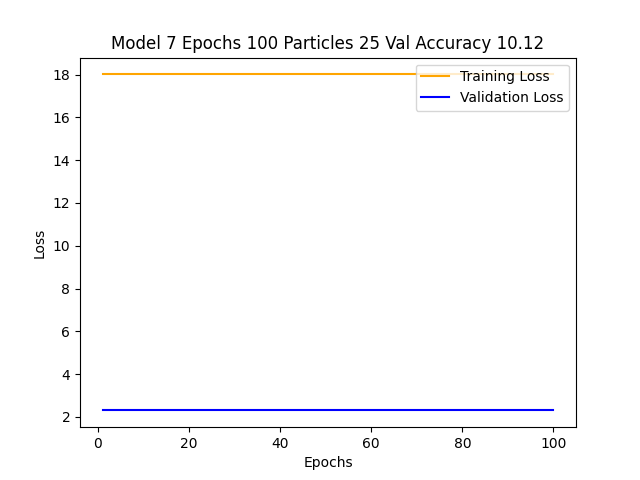 Model 7 Epochs 100 Particles 25 Val Accuracy 10.12
18
16
14
12
10
8
6
4
2
Loss
Training Loss
Validation Loss
0 20 40 60 80 100
Epochs